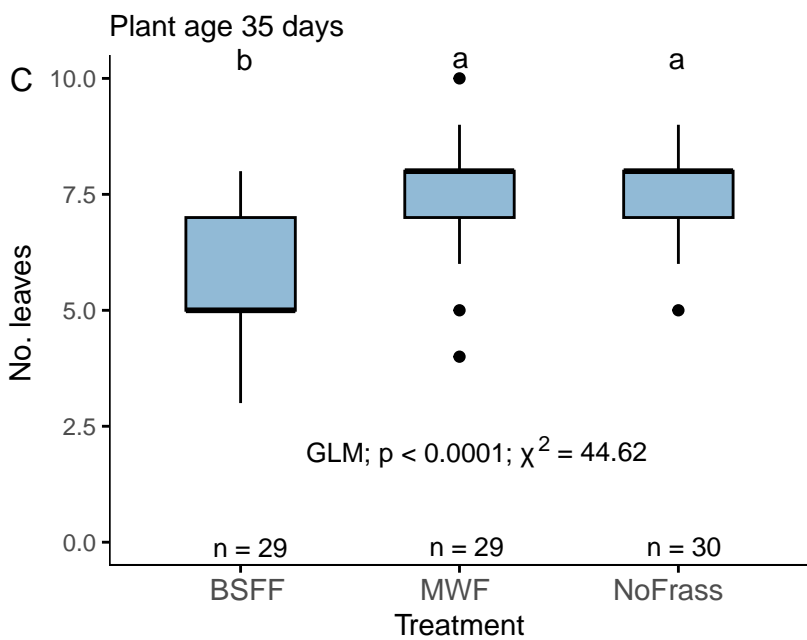 Plant age 35 days
b a a
C
10.0
7.5
5.0
2.5
0.0
No. leaves
GLM; p < 0.0001; χ² = 44.62
n = 29 n = 29 n = 30
BSFF MWF NoFrass
Treatment